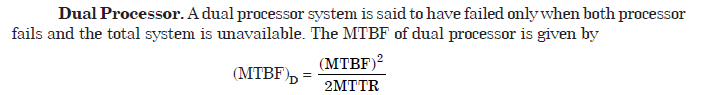 Dual Processor. A dual processor system is said to have failed only when both processor
fails and the total system is unavailable. The MTBF of dual processor is given by
(MTBF)_D = (MTBF)² / 2MTTR